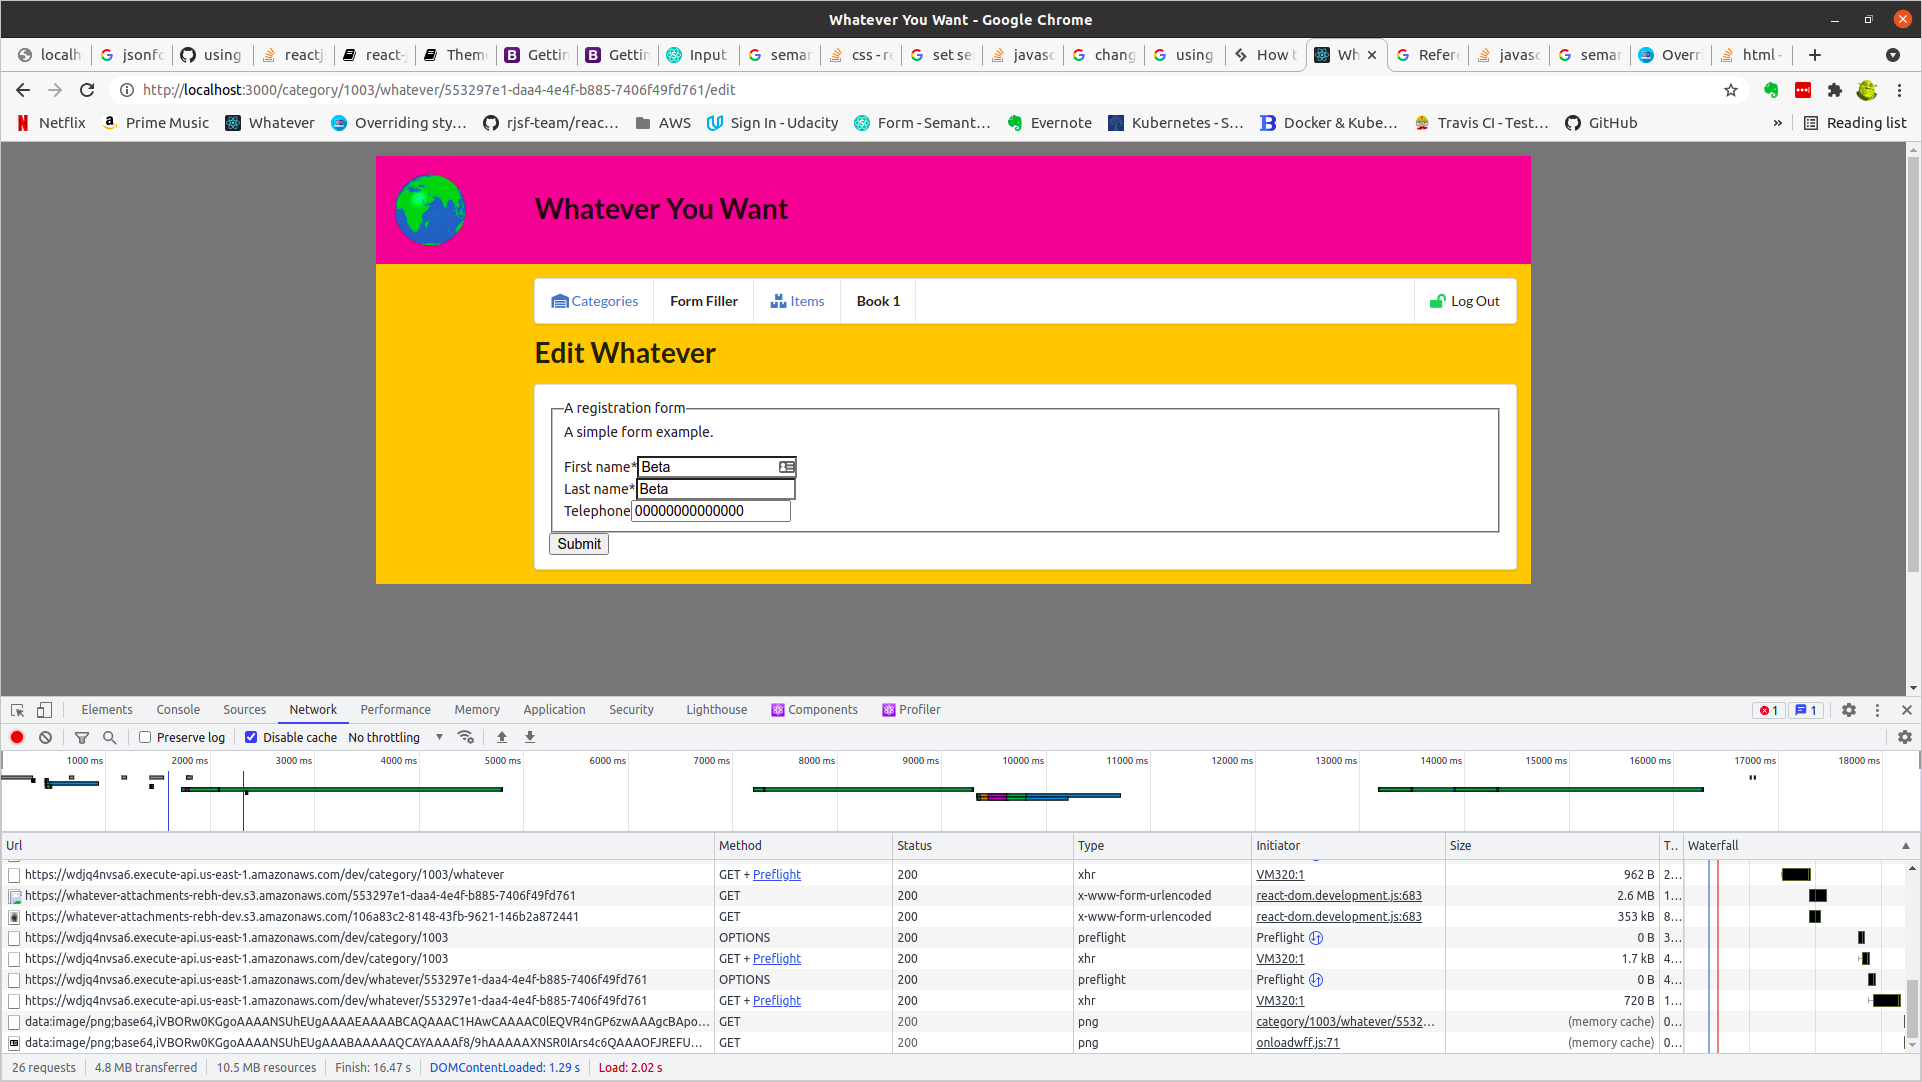 Whatever You Want - Google Chrome
localh jsonfo using reactj react-j Theme Gettin Gettin Input semar css - re set se javasc chang using How t Wh Refere javasc semar Overri html -
http://localhost:3000/category/1003/whatever/553297e1-daa4-4e4f-b885-7406f49fd761/edit
Netflix Prime Music Whatever Overriding sty… rjsf-team/reac… AWS Sign In - Udacity Form - Semant… Evernote Kubernetes - S… Docker & Kube… Travis CI - Test… GitHub » Reading list
Whatever You Want
Categories Form Filler Items Book 1 Log Out
Edit Whatever
A registration form
A simple form example.
First name* Beta
Last name* Beta
Telephone 00000000000000
Submit
Elements Console Sources Network Performance Memory Application Security Lighthouse Components Profiler 1 1
Preserve log Disable cache No throttling
1000 ms 2000 ms 3000 ms 4000 ms 5000 ms 6000 ms 7000 ms 8000 ms 9000 ms 10000 ms 11000 ms 12000 ms 13000 ms 14000 ms 15000 ms 16000 ms 17000 ms 18000 ms
Url Method Status Type Initiator Size T.. Waterfall
https://wdjq4nvsa6.execute-api.us-east-1.amazonaws.com/dev/category/1003/whatever GET + Preflight 200 xhr VM320:1 962 B 2…
https://whatever-attachments-rebh-dev.s3.amazonaws.com/553297e1-daa4-4e4f-b885-7406f49fd761 GET 200 x-www-form-urlencoded react-dom.development.js:683 2.6 MB 1…
https://whatever-attachments-rebh-dev.s3.amazonaws.com/106a83c2-8148-43fb-9621-146b2a872441 GET 200 x-www-form-urlencoded react-dom.development.js:683 353 kB 8…
https://wdjq4nvsa6.execute-api.us-east-1.amazonaws.com/dev/category/1003 OPTIONS 200 preflight Preflight 0 B 3…
https://wdjq4nvsa6.execute-api.us-east-1.amazonaws.com/dev/category/1003 GET + Preflight 200 xhr VM320:1 1.7 kB 4…
https://wdjq4nvsa6.execute-api.us-east-1.amazonaws.com/dev/whatever/553297e1-daa4-4e4f-b885-7406f49fd761 OPTIONS 200 preflight Preflight 0 B 4…
https://wdjq4nvsa6.execute-api.us-east-1.amazonaws.com/dev/whatever/553297e1-daa4-4e4f-b885-7406f49fd761 GET + Preflight 200 xhr VM320:1 720 B 1…
data:image/png;base64,iVBORw0KGgoAAAANSUhEUgAAAAEAAAABCAQAAAC1HAwCAAAAC0lEQVR4nGP6zwAAAgcBApo… GET 200 png category/1003/whatever/5532… (memory cache) 0…
data:image/png;base64,iVBORw0KGgoAAAANSUhEUgAAABAAAAAQCAYAAAAf8/9hAAAAAXNSR0IArs4c6QAAAOFJREFU… GET 200 png onloadwff.js:71 (memory cache) 0…
26 requests 4.8 MB transferred 10.5 MB resources Finish: 16.47 s DOMContentLoaded: 1.29 s Load: 2.02 s